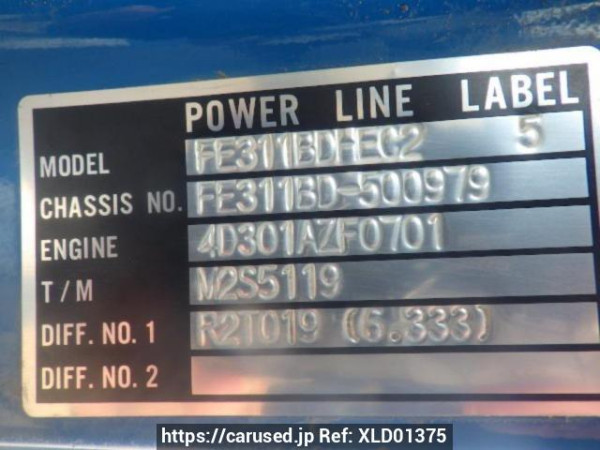 POWER LINE LABEL
MODEL FE311BDHEC2 5
CHASSIS NO. FE311BD-500979
ENGINE 4D301AZF0701
T/M M2S5119
DIFF. NO. 1 R2T019 (6.333)
DIFF. NO. 2
https://carused.jp Ref: XLD01375